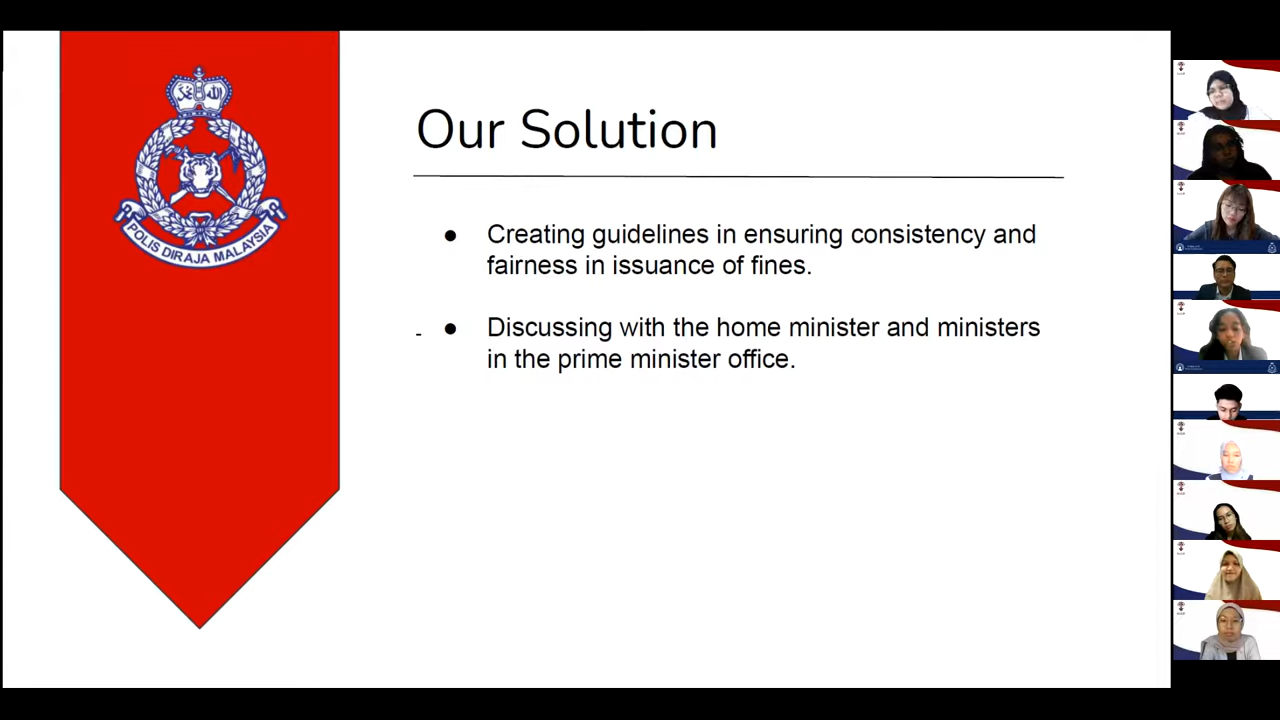 POLIS DIRAJA MALAYSIA
Our Solution
● Creating guidelines in ensuring consistency and
fairness in issuance of fines.
- ● Discussing with the home minister and ministers
in the prime minister office.